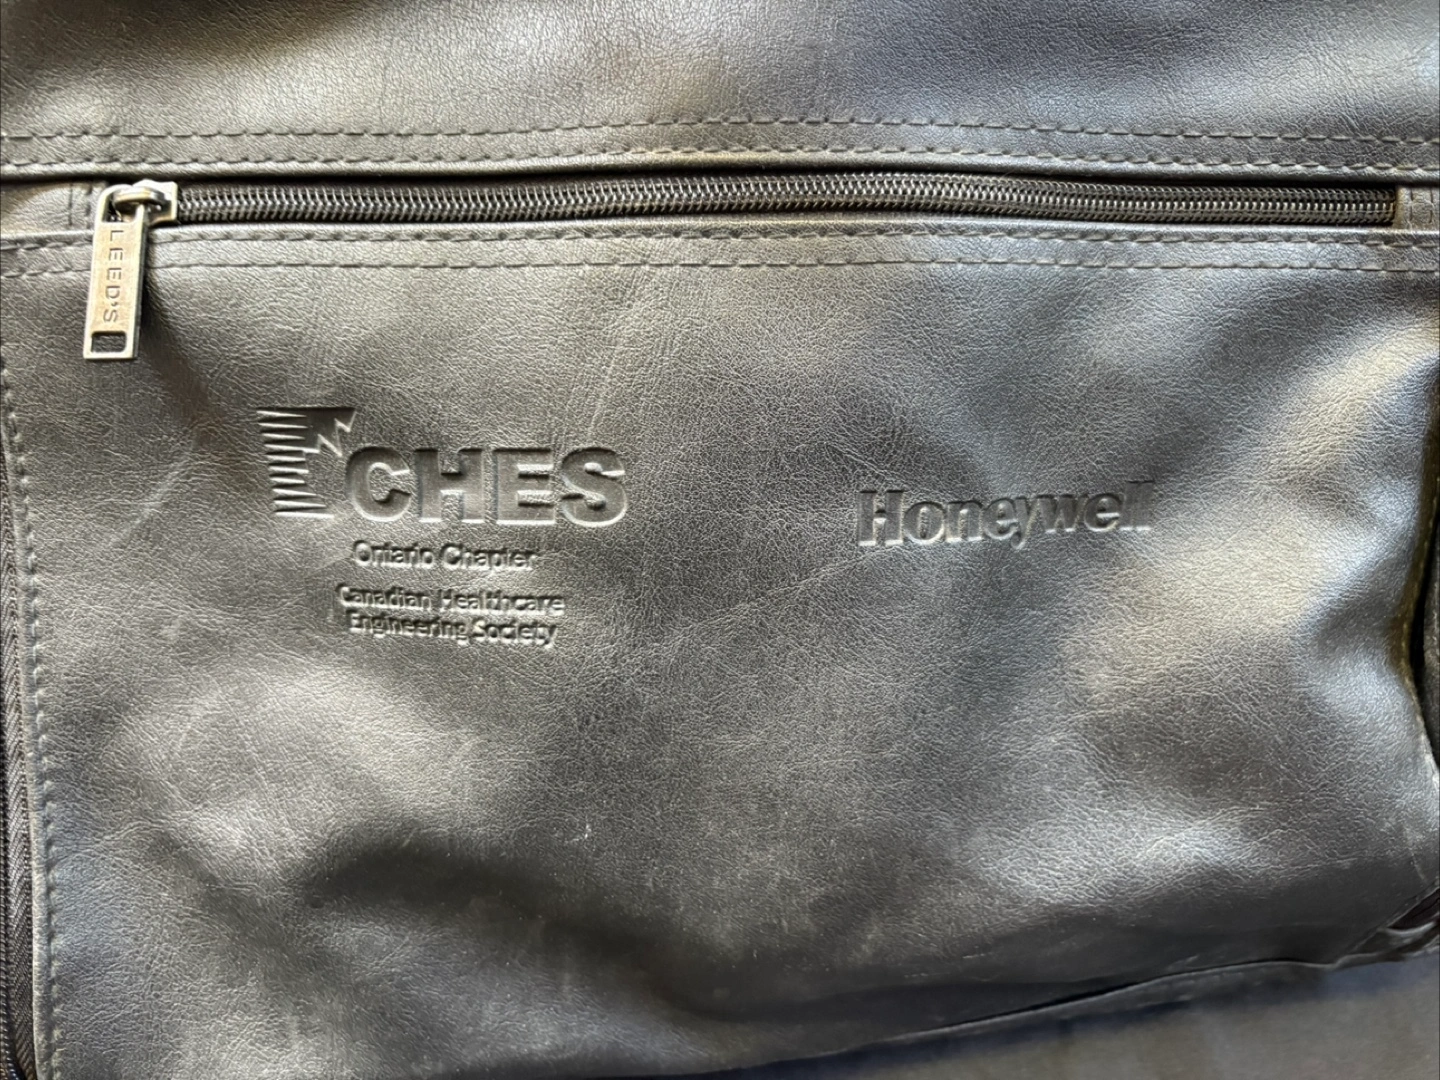 LEED'S
CHES
Ontario Chapter
Canadian Healthcare
Engineering Society
Honeywell